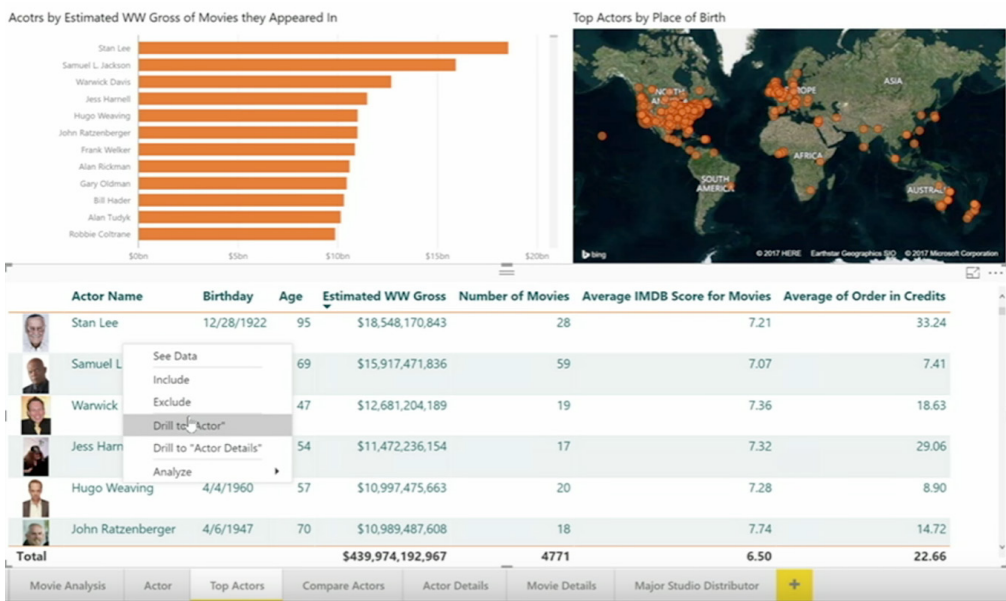 Acotrs by Estimated WW Gross of Movies they Appeared In
Stan Lee
Samuel L. Jackson
Warwick Davis
Jess Harnell
Hugo Weaving
John Ratzenberger
Frank Welker
Alan Rickman
Gary Oldman
Bill Hader
Alan Tudyk
Robbie Coltrane
$0bn $5bn $10bn $15bn $20bn
Top Actors by Place of Birth
ASIA
AFRICA
SOUTH
AMERICA
bing © 2017 HERE Earthstar Geographics SIO © 2017 Microsoft Corporation
Actor Name Birthday Age Estimated WW Gross Number of Movies Average IMDB Score for Movies Average of Order in Credits
Stan Lee 12/28/1922 95 $18,548,170,843 28 7.21 33.24
Samuel L 69 $15,917,471,836 59 7.07 7.41
Warwick 47 $12,681,204,189 19 7.36 18.63
Jess Harn 54 $11,472,236,154 17 7.32 29.06
Hugo Weaving 4/4/1960 57 $10,997,475,663 20 7.28 8.90
John Ratzenberger 4/6/1947 70 $10,989,487,608 18 7.74 14.72
Total $439,974,192,967 4771 6.50 22.66
See Data
Include
Exclude
Drill to "Actor"
Drill to "Actor Details"
Analyze
Movie Analysis Actor Top Actors Compare Actors Actor Details Movie Details Major Studio Distributor +